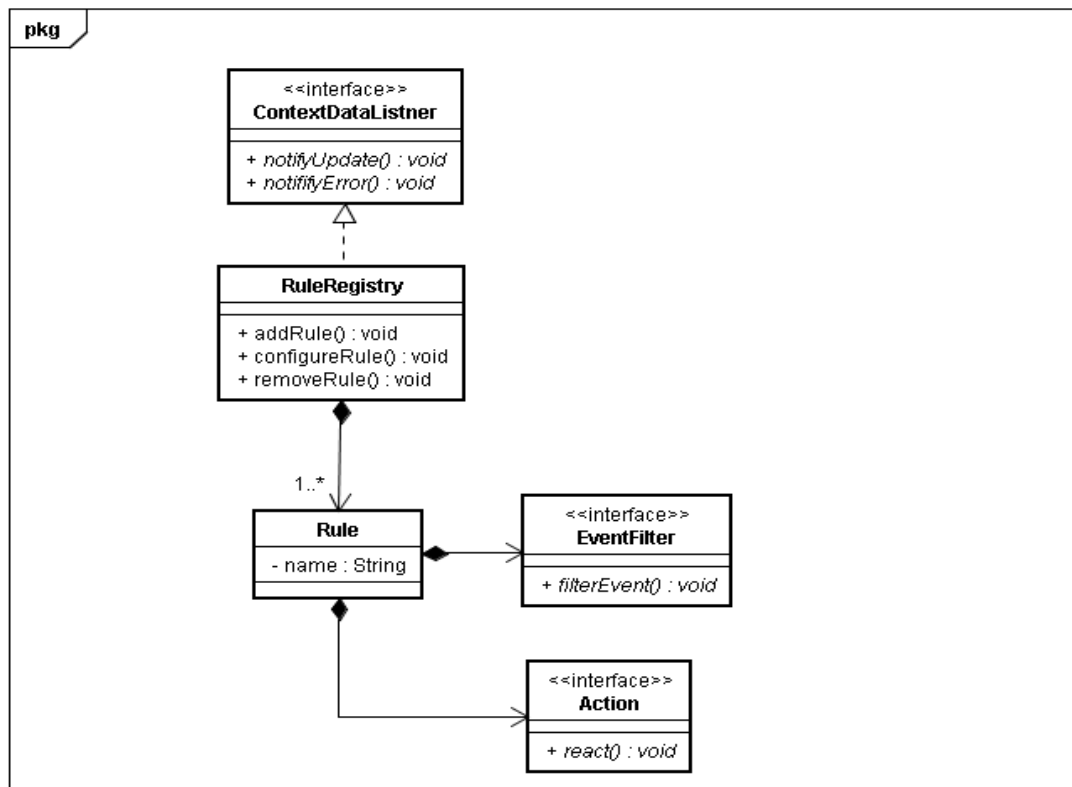 pkg
<<interface>>
ContextDataListner
+ notifyUpdate() : void
+ notififyError() : void
RuleRegistry
+ addRule() : void
+ configureRule() : void
+ removeRule() : void
1..*
Rule
- name : String
<<interface>>
EventFilter
+ filterEvent() : void
<<interface>>
Action
+ react() : void